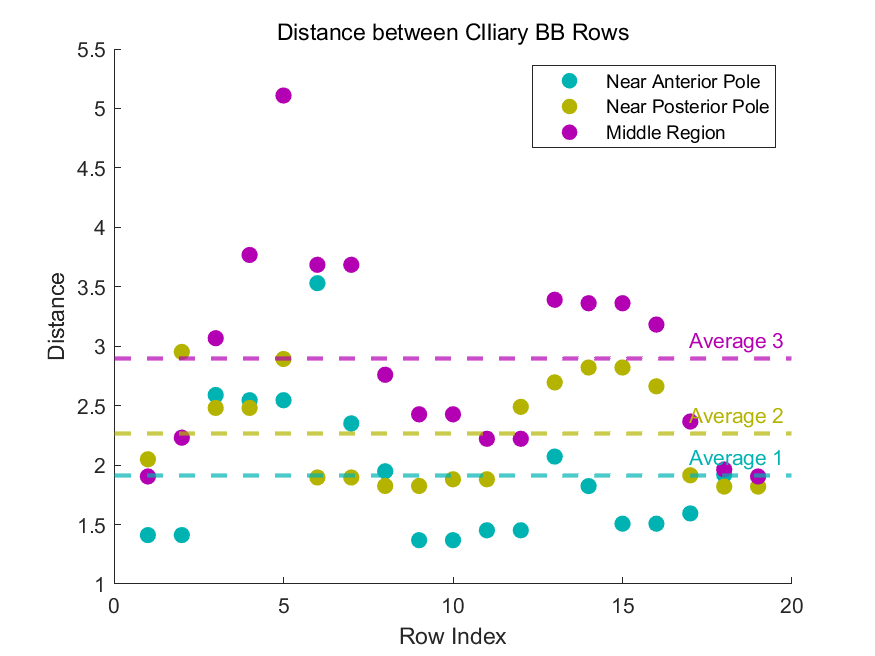 Distance between CIliary BB Rows
5.5
5
4.5
4
3.5
3
2.5
2
1.5
1
Distance
Near Anterior Pole
Near Posterior Pole
Middle Region
Average 3
Average 2
Average 1
0
5
10
15
20
Row Index